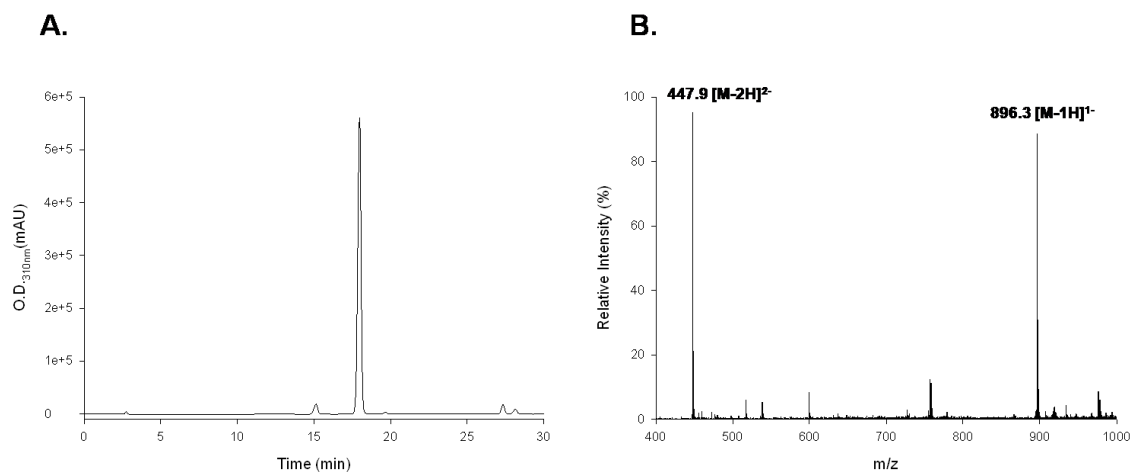 A.
6e+5
5e+5
4e+5
3e+5
2e+5
1e+5
0
O.D.310nm(mAU)
0 5 10 15 20 25 30
Time (min)
B.
447.9 [M-2H]2-
896.3 [M-1H]1-
100
80
60
40
20
0
Relative Intensity (%)
400 500 600 700 800 900 1000
m/z